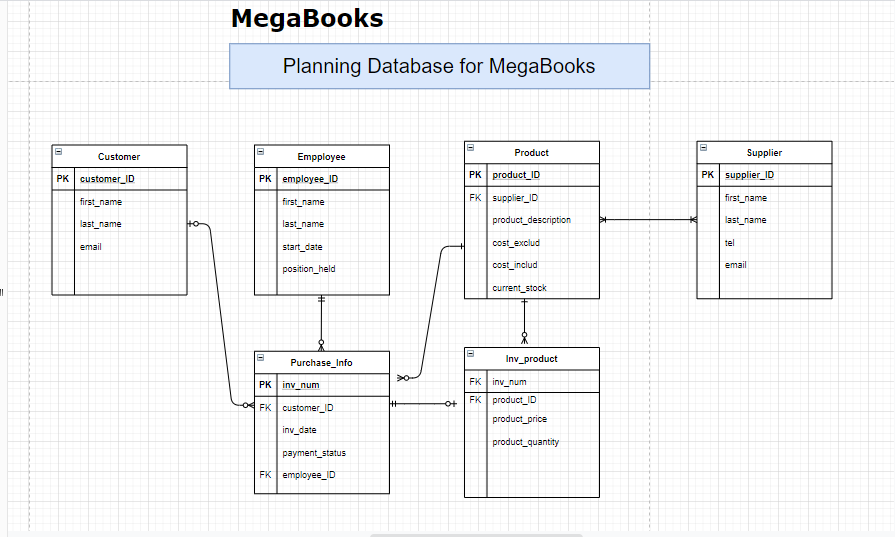 MegaBooks
Planning Database for MegaBooks
Customer
PK customer_ID
first_name
last_name
email
Empployee
PK employee_ID
first_name
last_name
start_date
position_held
Product
PK product_ID
FK supplier_ID
product_description
cost_exclud
cost_includ
current_stock
Supplier
PK supplier_ID
first_name
last_name
tel
email
Purchase_Info
PK inv_num
FK customer_ID
inv_date
payment_status
FK employee_ID
Inv_product
FK inv_num
FK product_ID
product_price
product_quantity